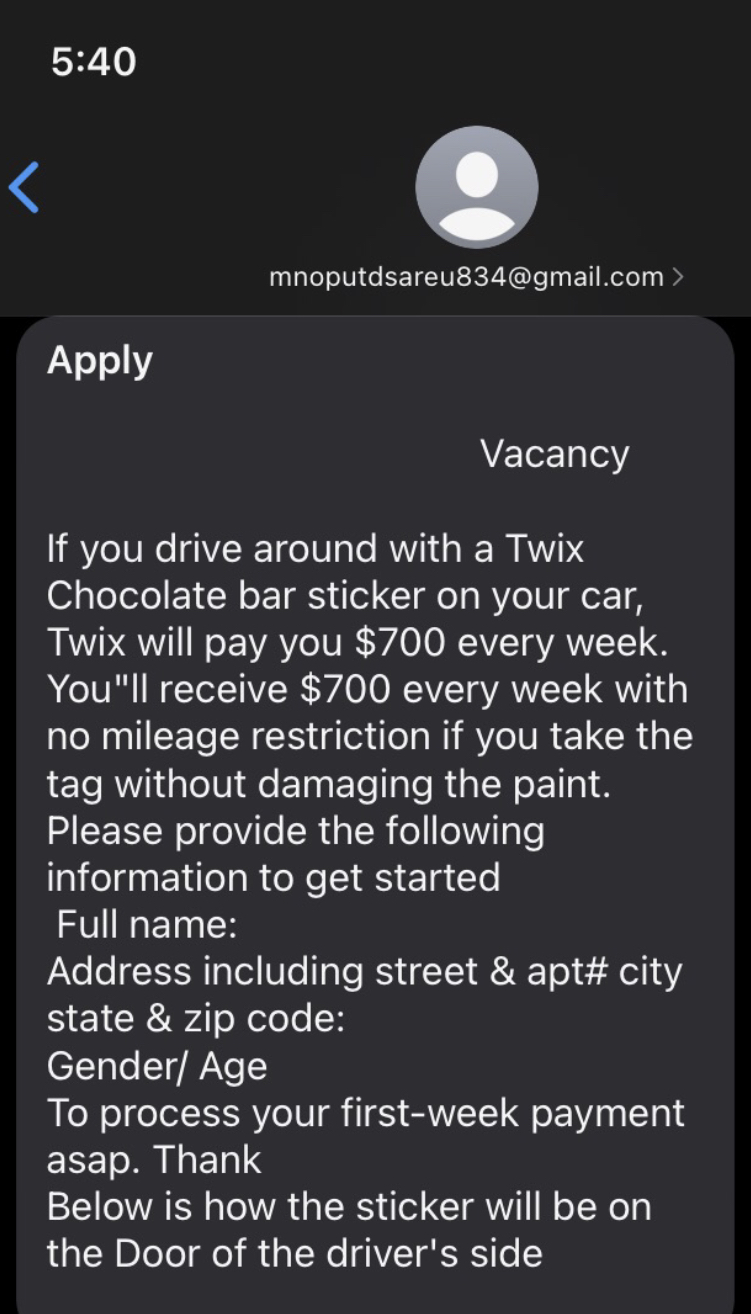 5:40
mnoputdsareu834@gmail.com >
Apply
Vacancy
If you drive around with a Twix
Chocolate bar sticker on your car,
Twix will pay you $700 every week.
You"ll receive $700 every week with
no mileage restriction if you take the
tag without damaging the paint.
Please provide the following
information to get started
Full name:
Address including street & apt# city
state & zip code:
Gender/ Age
To process your first-week payment
asap. Thank
Below is how the sticker will be on
the Door of the driver's side